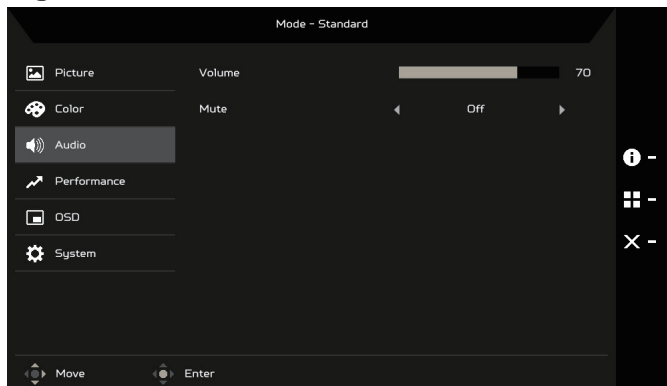 Mode - Standard
Picture
Volume
70
Color
Mute
Off
Audio
Performance
OSD
System
Move
Enter